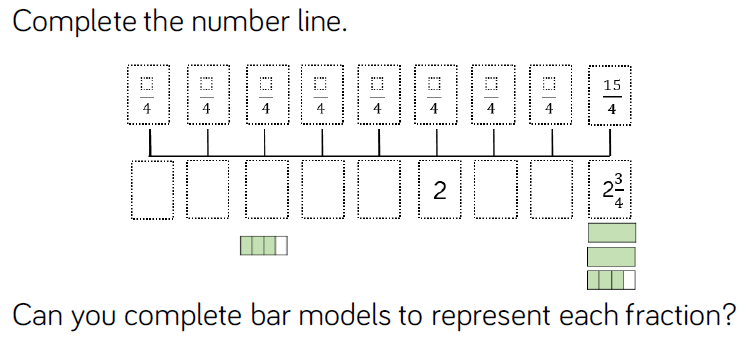 Complete the number line.
4 4 4 4 4 4 4 4 15/4
2 2 3/4
Can you complete bar models to represent each fraction?